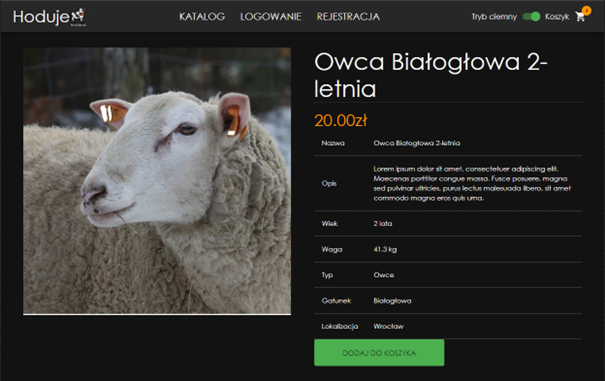 Hoduje
KATALOG LOGOWANIE REJESTRACJA
Tryb ciemny Koszyk
Owca Białogłowa 2-
letnia
20.00zł
Nazwa Owca Białogłowa 2-letnia
Opis
Lorem ipsum dolor sit amet, consectetuer adipiscing elit.
Maecenas porttitor congue massa. Fusce posuere, magna
sed pulvinar ultricies, purus lectus malesuada libero, sit amet
commodo magna eros quis urna.
Wiek 2 lata
Waga 41.3 kg
Typ Owce
Gatunek Białogłowa
Lokalizacja Wrocław
DODAJ DO KOSZYKA